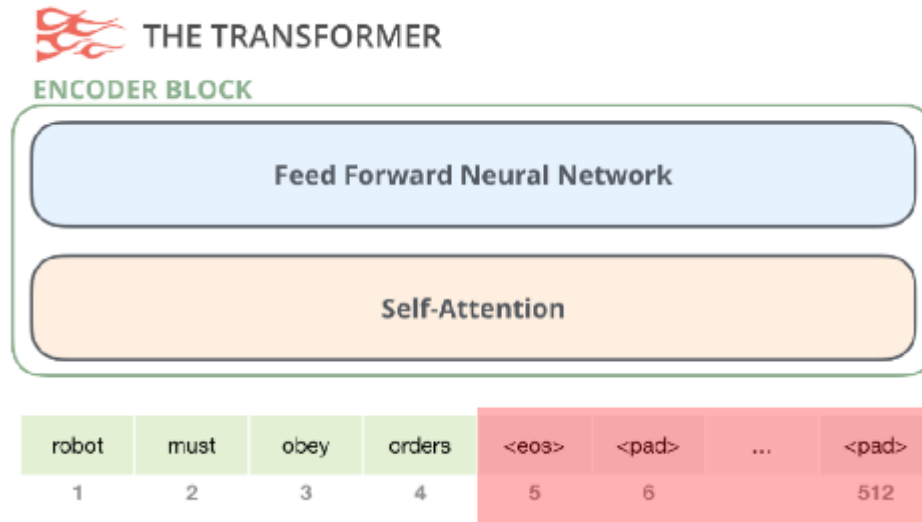 THE TRANSFORMER
ENCODER BLOCK
Feed Forward Neural Network
Self-Attention
robot must obey orders <eos> <pad> ... <pad>
1 2 3 4 5 6 512